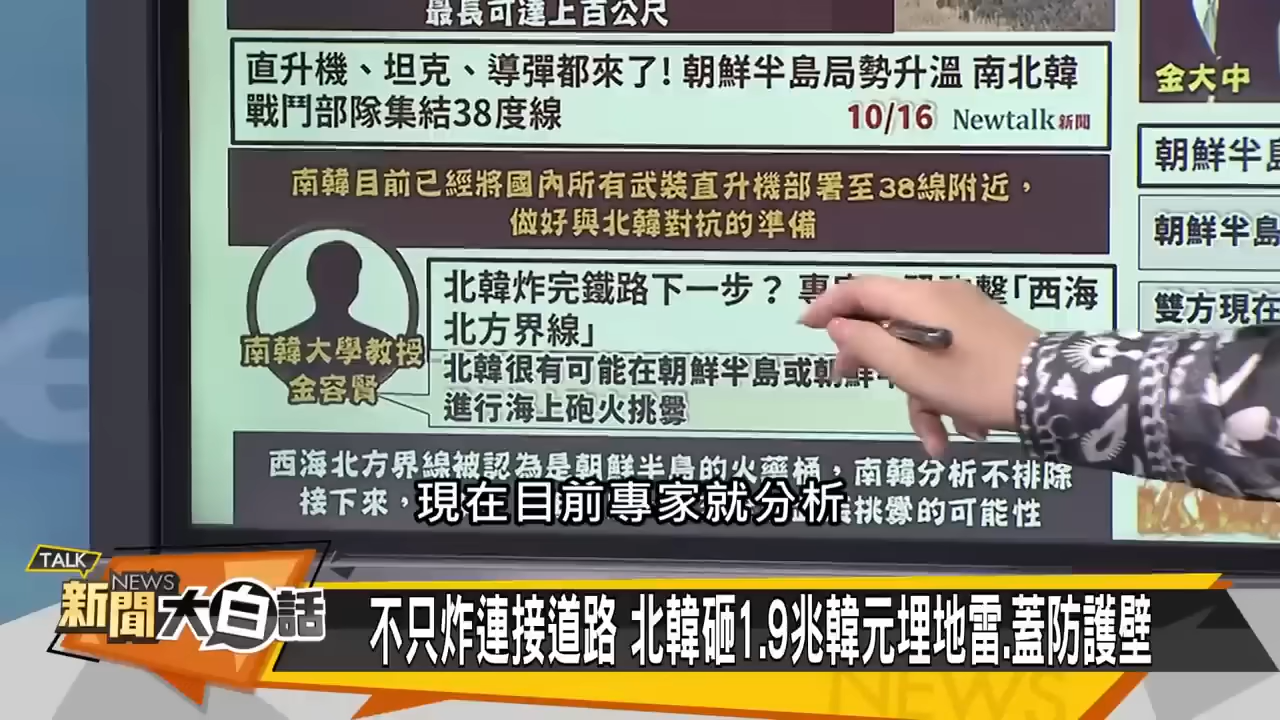 最長可達上百公尺
直升機、坦克、導彈都來了!朝鮮半島局勢升溫 南北韓
戰鬥部隊集結38度線
10/16 Newtalk新聞
南韓目前已經將國內所有武裝直升機部署至38線附近，
做好與北韓對抗的準備
北韓炸完鐵路下一步？專
擊「西海
北方界線」
南韓大學教授
金容賢
北韓很有可能在朝鮮半島或朝鮮
進行海上砲火挑釁
西海北方界線被認為是朝鮮半島的火藥桶，南韓分析不排除
接下來，
挑釁的可能性
金大中
朝鮮半島
朝鮮半島
雙方現在
現在目前專家就分析
TALK
NEWS
新聞大白話
不只炸連接道路 北韓砸1.9兆韓元埋地雷.蓋防護壁
NEWS